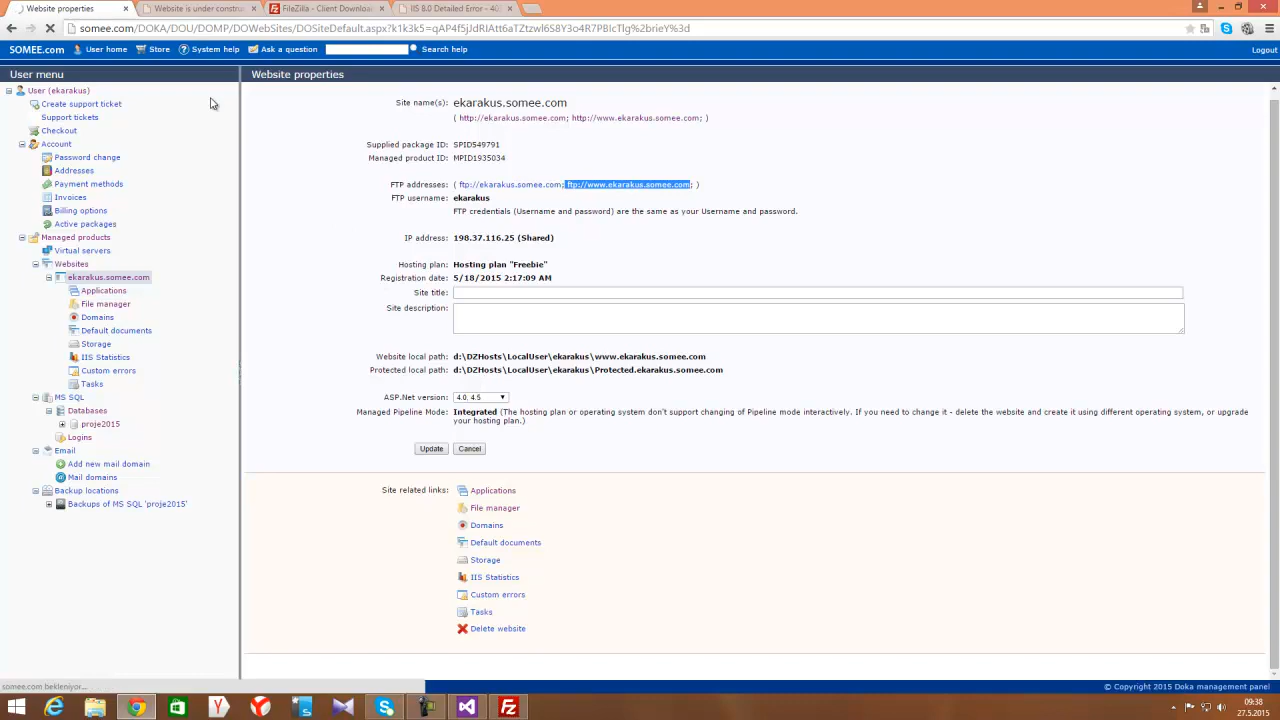 Website properties
Website is under constru
FileZilla - Client Downloa
IIS 8.0 Detailed Error - 40
somee.com/DOKA/DOU/DOMP/DOWebSites/DOSiteDefault.aspx?k1k3k5=qAP4f5jJdRIAtt6aTZtzwl6S8Y3o4R7PBIcTlg%2brieY%3d
SOMEE.com User home Store System help Ask a question Search help Logout
User menu
User (ekarakus)
Create support ticket
Support tickets
Checkout
Account
Password change
Addresses
Payment methods
Invoices
Billing options
Active packages
Managed products
Virtual servers
Websites
ekarakus.somee.com
Applications
File manager
Domains
Default documents
Storage
IIS Statistics
Custom errors
Tasks
MS SQL
Databases
proje2015
Logins
Email
Add new mail domain
Mail domains
Backup locations
Backups of MS SQL 'proje2015'
somee.com bekleniyor...
Website properties
Site name(s): ekarakus.somee.com
( http://ekarakus.somee.com; http://www.ekarakus.somee.com; )
Supplied package ID: SPID549791
Managed product ID: MPID1935034
FTP addresses: ( ftp://ekarakus.somee.com; ftp://www.ekarakus.somee.com; )
FTP username: ekarakus
FTP credentials (Username and password) are the same as your Username and password.
IP address: 198.37.116.25 (Shared)
Hosting plan: Hosting plan "Freebie"
Registration date: 5/18/2015 2:17:09 AM
Site title:
Site description:
Website local path: d:\DZHosts\LocalUser\ekarakus\www.ekarakus.somee.com
Protected local path: d:\DZHosts\LocalUser\ekarakus\Protected.ekarakus.somee.com
ASP.Net version: 4.0, 4.5
Managed Pipeline Mode: Integrated (The hosting plan or operating system don't support changing of Pipeline mode interactively. If you need to change it - delete the website and create it using different operating system, or upgrade
your hosting plan.)
Update Cancel
Site related links: Applications
File manager
Domains
Default documents
Storage
IIS Statistics
Custom errors
Tasks
Delete website
© Copyright 2015 Doka management panel
09:38
27.5.2015